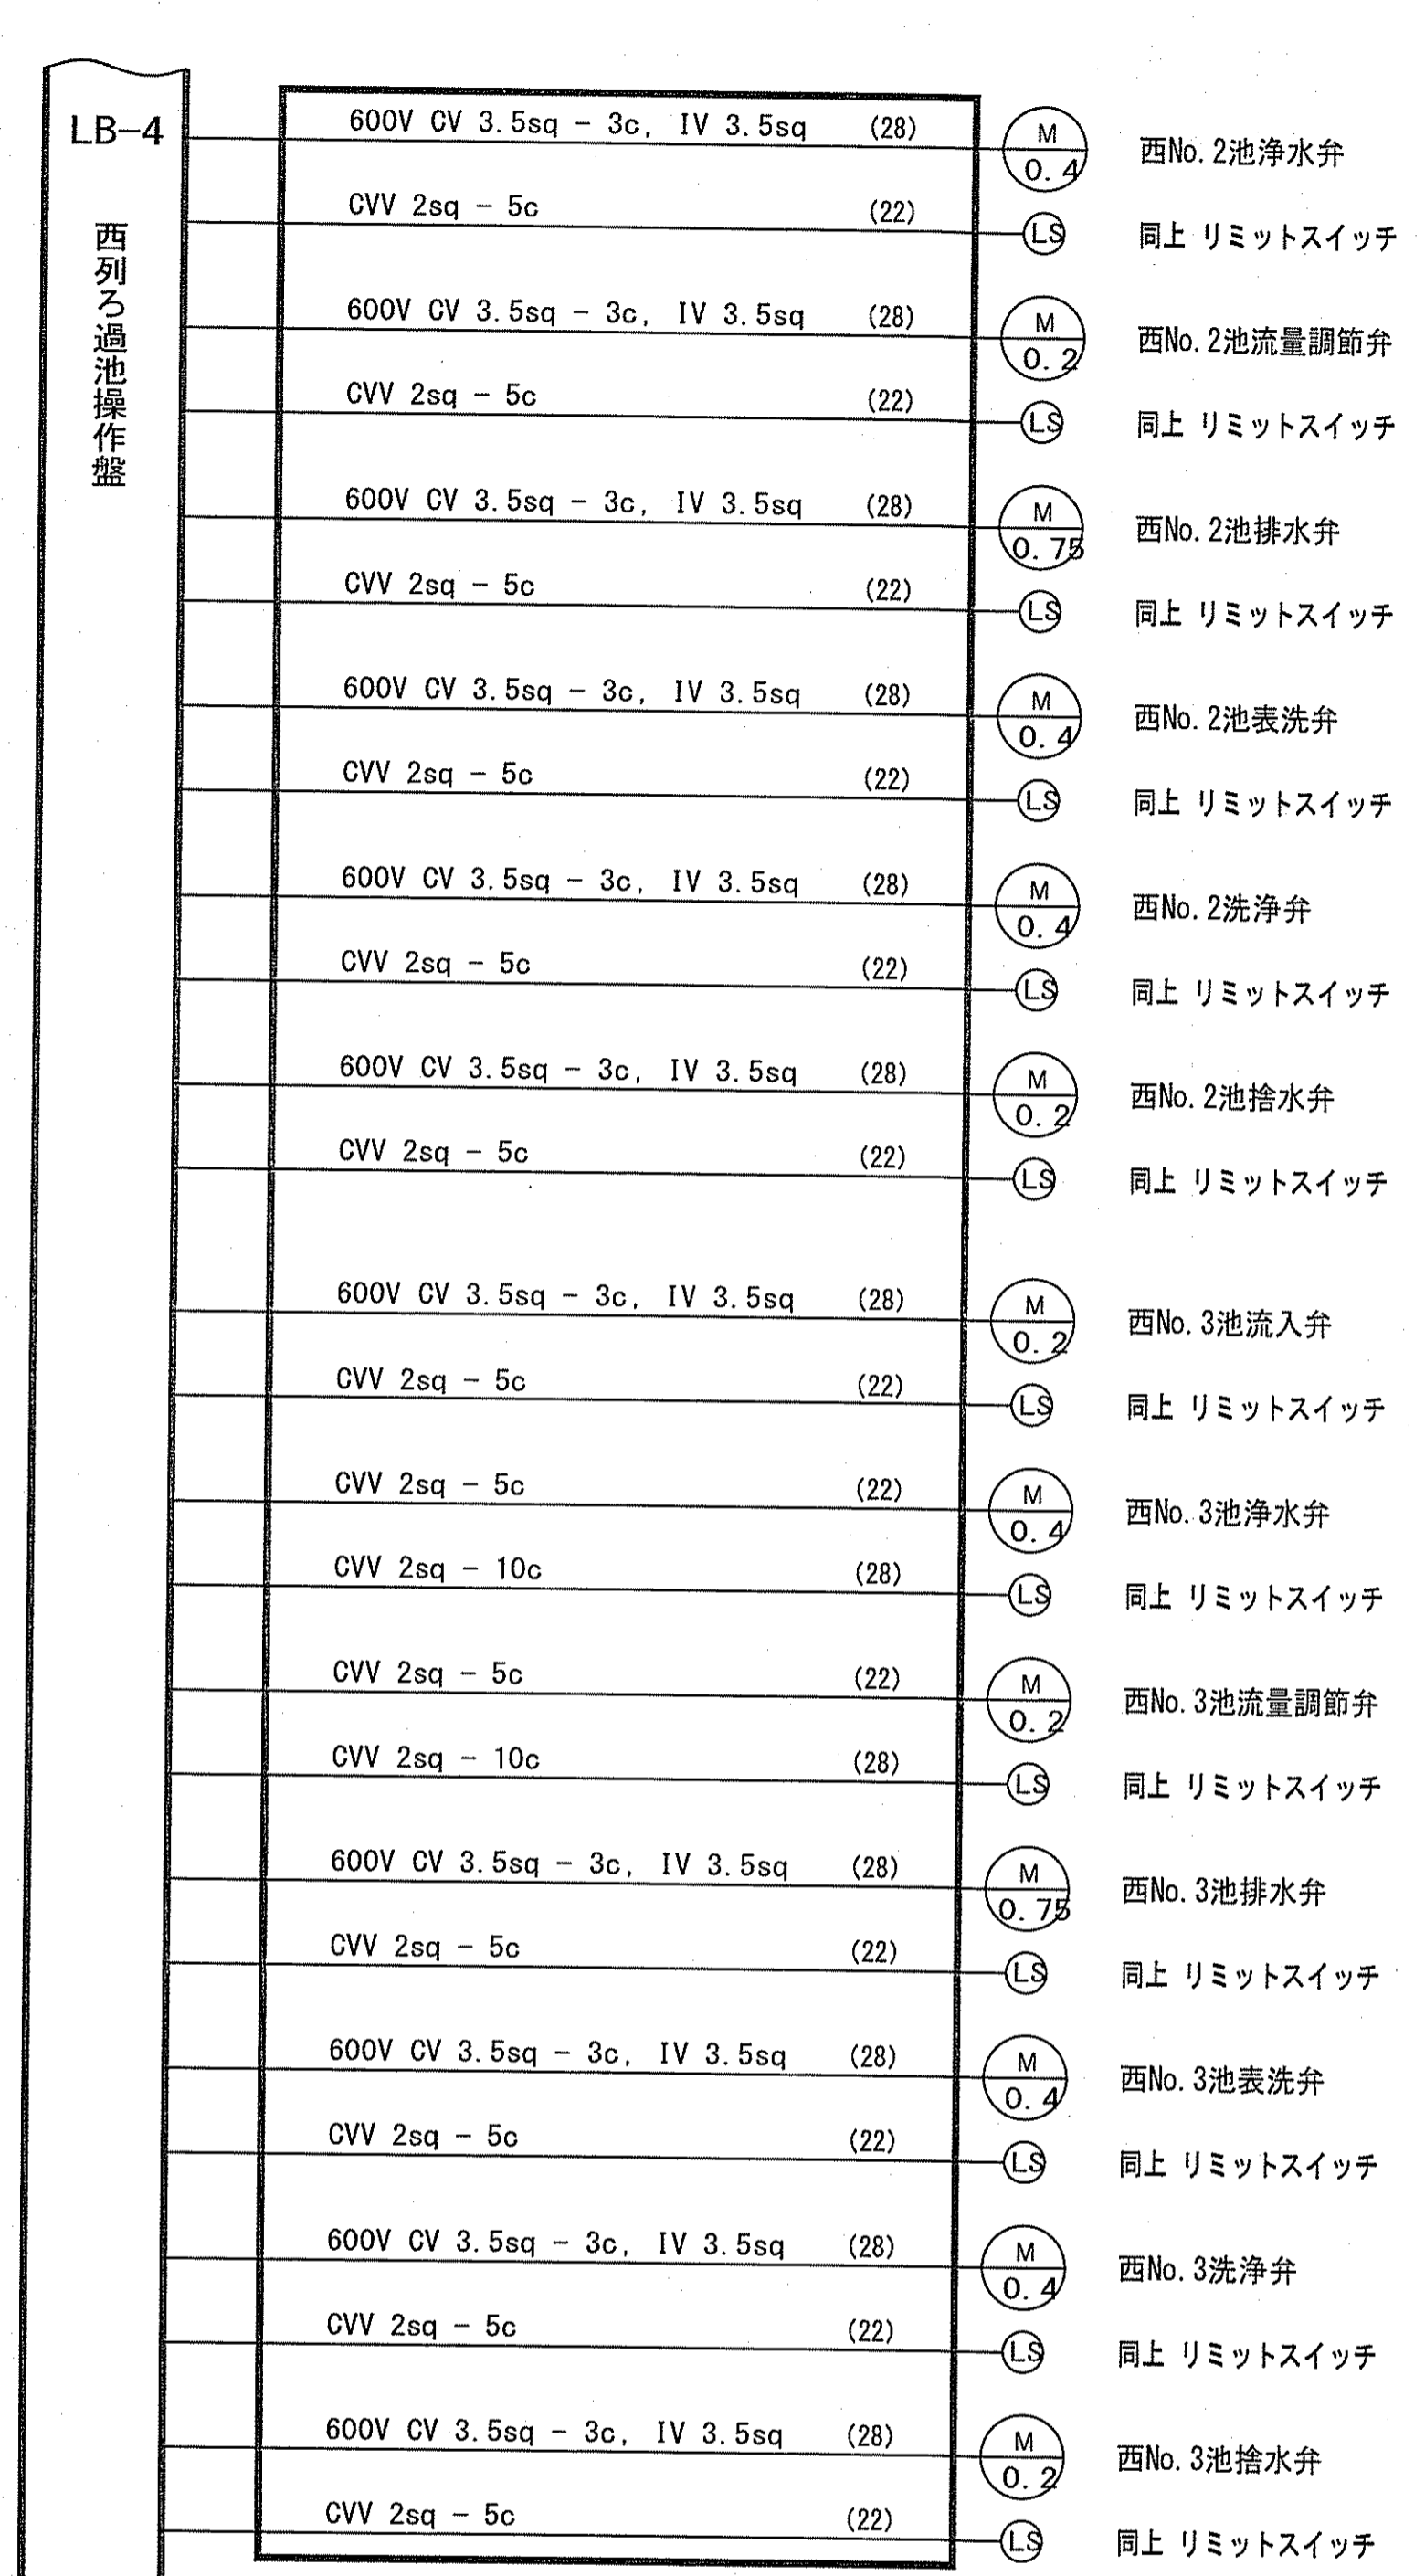 LB-4
西列ろ過池操作盤
600V CV 3.5sq - 3c, IV 3.5sq (28) M 0.4 西No.2池浄水弁
CVV 2sq - 5c (22) LS 同上 リミットスイッチ
600V CV 3.5sq - 3c, IV 3.5sq (28) M 0.2 西No.2池流量調節弁
CVV 2sq - 5c (22) LS 同上 リミットスイッチ
600V CV 3.5sq - 3c, IV 3.5sq (28) M 0.75 西No.2池排水弁
CVV 2sq - 5c (22) LS 同上 リミットスイッチ
600V CV 3.5sq - 3c, IV 3.5sq (28) M 0.4 西No.2池表洗弁
CVV 2sq - 5c (22) LS 同上 リミットスイッチ
600V CV 3.5sq - 3c, IV 3.5sq (28) M 0.4 西No.2洗浄弁
CVV 2sq - 5c (22) LS 同上 リミットスイッチ
600V CV 3.5sq - 3c, IV 3.5sq (28) M 0.2 西No.2池捨水弁
CVV 2sq - 5c (22) LS 同上 リミットスイッチ
600V CV 3.5sq - 3c, IV 3.5sq (28) M 0.2 西No.3池流入弁
CVV 2sq - 5c (22) LS 同上 リミットスイッチ
CVV 2sq - 5c (22) M 0.4 西No.3池浄水弁
CVV 2sq - 10c (28) LS 同上 リミットスイッチ
CVV 2sq - 5c (22) M 0.2 西No.3池流量調節弁
CVV 2sq - 10c (28) LS 同上 リミットスイッチ
600V CV 3.5sq - 3c, IV 3.5sq (28) M 0.75 西No.3池排水弁
CVV 2sq - 5c (22) LS 同上 リミットスイッチ
600V CV 3.5sq - 3c, IV 3.5sq (28) M 0.4 西No.3池表洗弁
CVV 2sq - 5c (22) LS 同上 リミットスイッチ
600V CV 3.5sq - 3c, IV 3.5sq (28) M 0.4 西No.3洗浄弁
CVV 2sq - 5c (22) LS 同上 リミットスイッチ
600V CV 3.5sq - 3c, IV 3.5sq (28) M 0.2 西No.3池捨水弁
CVV 2sq - 5c (22) LS 同上 リミットスイッチ